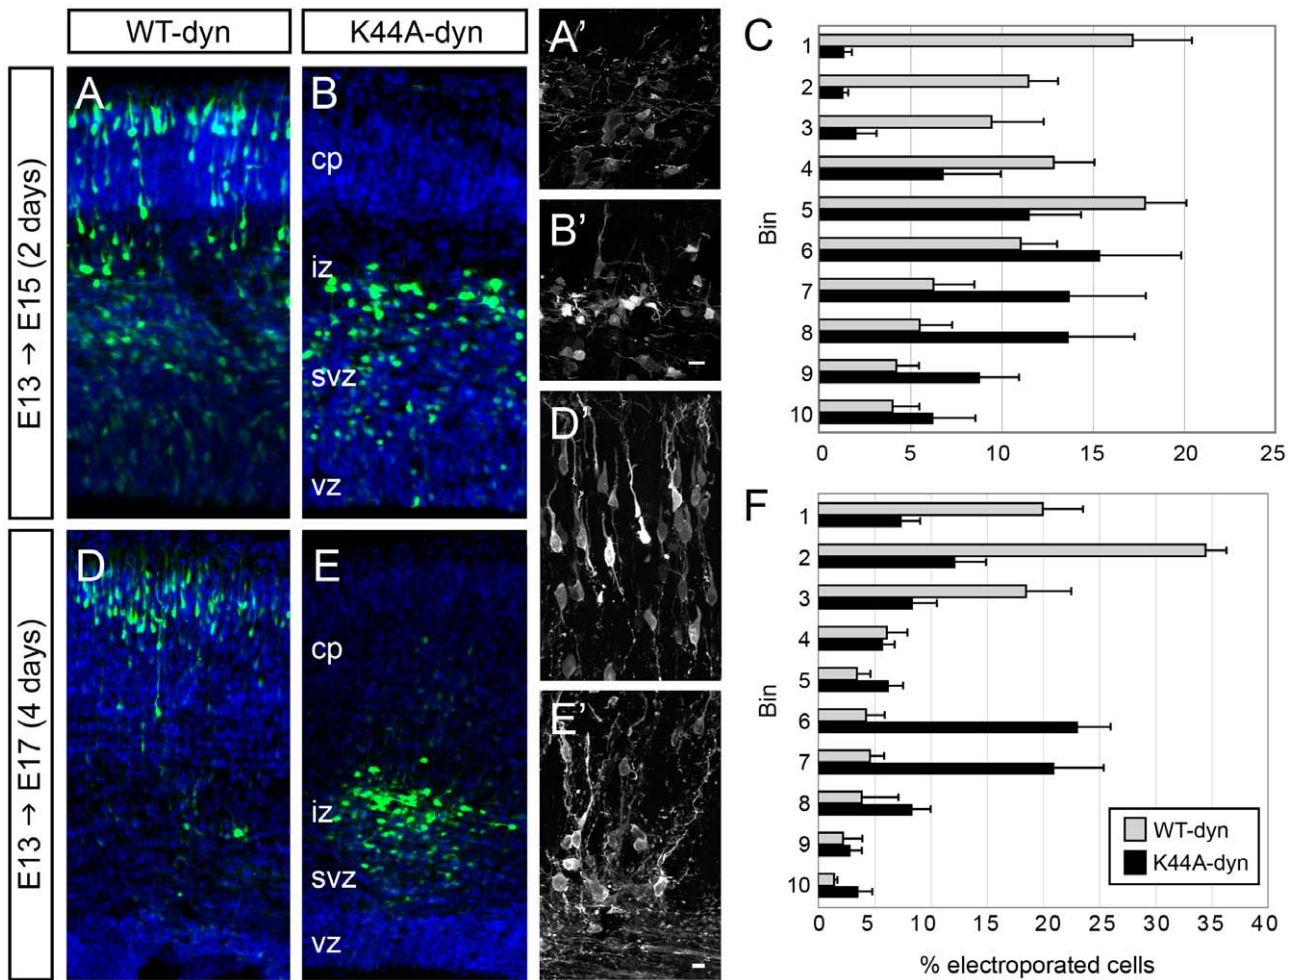 WT-dyn
K44A-dyn
E13 → E15 (2 days)
A
B
cp
iz
svz
vz
A’
B’
C
Bin
1
2
3
4
5
6
7
8
9
10
0 5 10 15 20 25
E13 → E17 (4 days)
D
E
cp
iz
svz
vz
D’
E’
F
Bin
1
2
3
4
5
6
7
8
9
10
WT-dyn
K44A-dyn
0 5 10 15 20 25 30 35 40
% electroporated cells